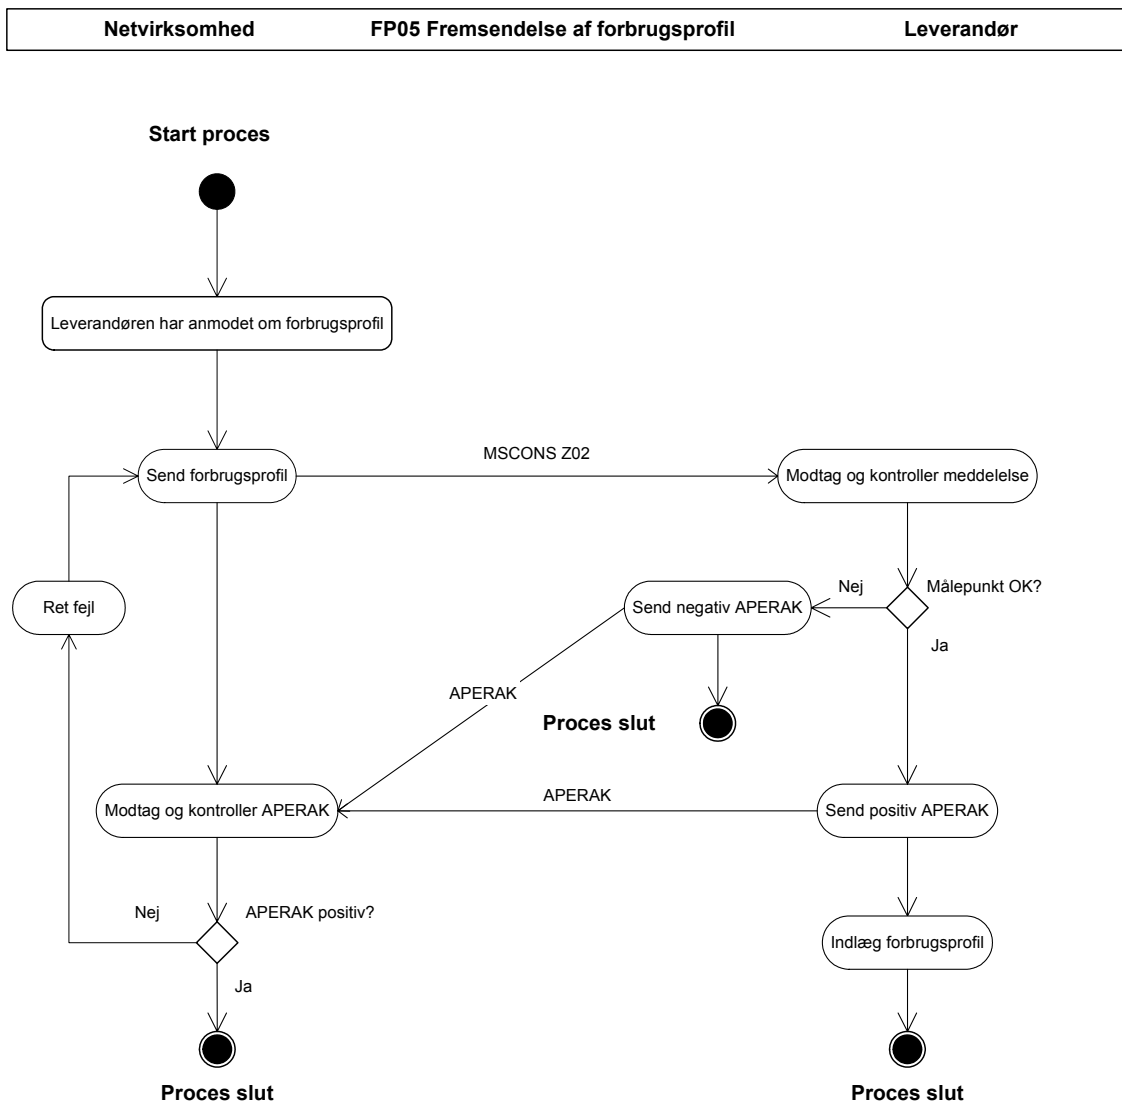 Netvirksomhed FP05 Fremsendelse af forbrugsprofil Leverandør
Start proces
Leverandøren har anmodet om forbrugsprofil
MSCONS Z02
Send forbrugsprofil
Modtag og kontroller meddelelse
Nej
Målepunkt OK?
Ret fejl
Send negativ APERAK
Ja
APERAK
Proces slut
APERAK
Modtag og kontroller APERAK
Send positiv APERAK
Nej
APERAK positiv?
Indlæg forbrugsprofil
Ja
Proces slut
Proces slut